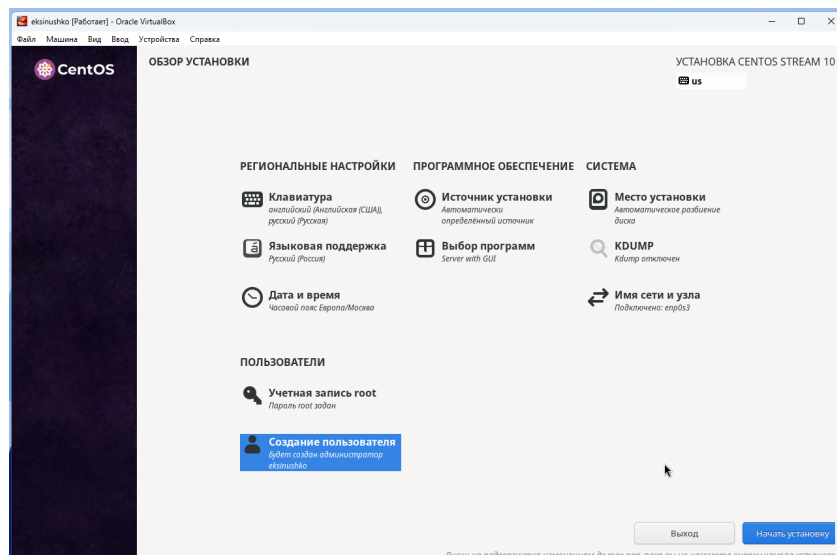 eksinushko [Работает] - Oracle VirtualBox
Файл Машина Вид Ввод Устройства Справка
CentOS
ОБЗОР УСТАНОВКИ
УСТАНОВКА CENTOS STREAM 10
us
РЕГИОНАЛЬНЫЕ НАСТРОЙКИ
Клавиатура
английский (Английская (США)),
русский (Русская)
Языковая поддержка
Русский (Россия)
Дата и время
Часовой пояс Европа/Москва
ПРОГРАММНОЕ ОБЕСПЕЧЕНИЕ
Источник установки
Автоматически
определённый источник
Выбор программ
Server with GUI
СИСТЕМА
Место установки
Автоматическое разбиение
диска
KDUMP
Kdump отключен
Имя сети и узла
Подключено: enp0s3
ПОЛЬЗОВАТЕЛИ
Учетная запись root
Пароль root задан
Создание пользователя
Будет создан администратор
eksinushko
Выход
Начать установку